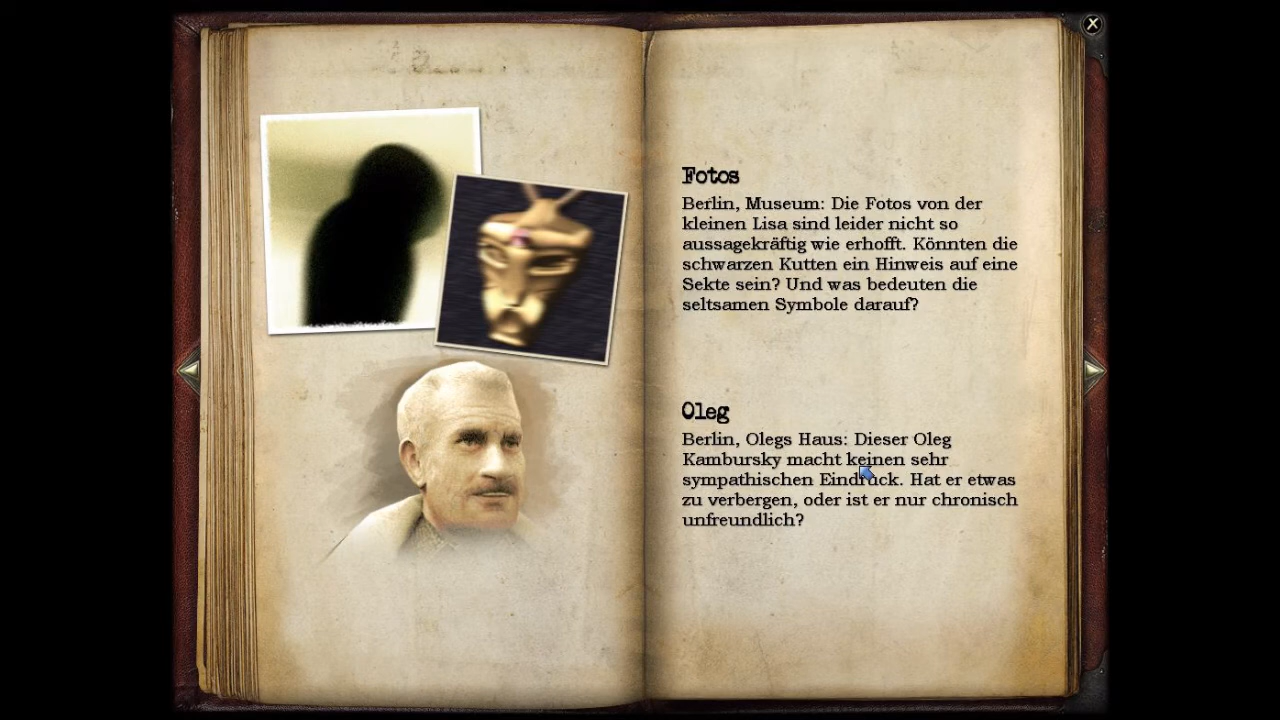 Fotos
Berlin, Museum: Die Fotos von der
kleinen Lisa sind leider nicht so
aussagekräftig wie erhofft. Könnten die
schwarzen Kutten ein Hinweis auf eine
Sekte sein? Und was bedeuten die
seltsamen Symbole darauf?
Oleg
Berlin, Olegs Haus: Dieser Oleg
Kambursky macht keinen sehr
sympathischen Eindruck. Hat er etwas
zu verbergen, oder ist er nur chronisch
unfreundlich?